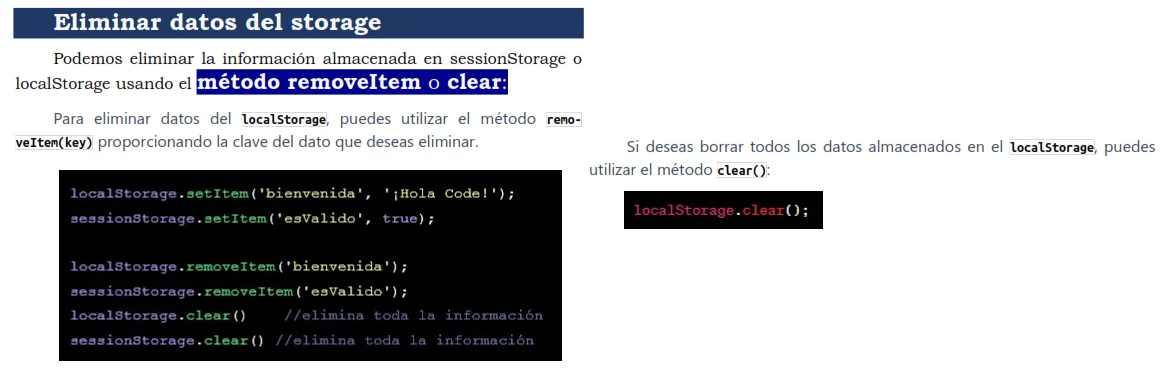 Eliminar datos del storage
Podemos eliminar la información almacenada en sessionStorage o
localStorage usando el método removeItem o clear:
Para eliminar datos del localStorage, puedes utilizar el método remo-
veItem(key) proporcionando la clave del dato que deseas eliminar.
localStorage.setItem('bienvenida', '¡Hola Code!');
sessionStorage.setItem('esValido', true);
localStorage.removeItem('bienvenida');
sessionStorage.removeItem('esValido');
localStorage.clear()    //elimina toda la información
sessionStorage.clear() //elimina toda la información
Si deseas borrar todos los datos almacenados en el localStorage, puedes
utilizar el método clear():
localStorage.clear();